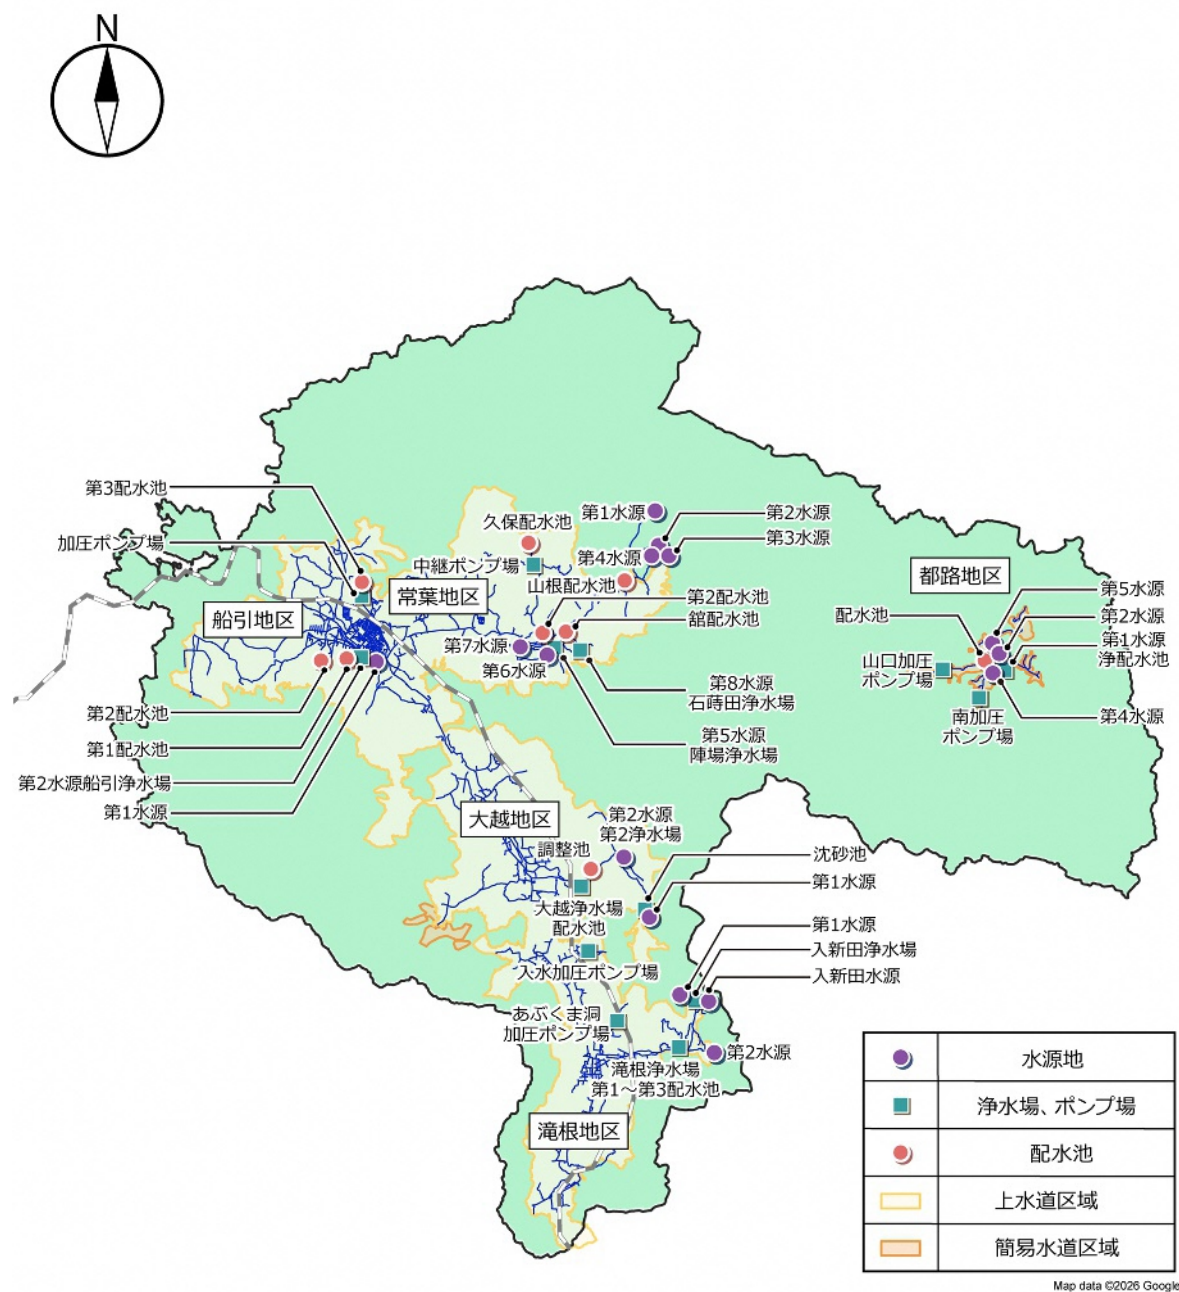 N
第3配水池
加圧ポンプ場
船引地区
常葉地区
第2配水池
第1配水池
第2水源船引浄水場
第1水源
久保配水池
中継ポンプ場
第1水源
第2水源
第3水源
第4水源
山根配水池
第2配水池
舘配水池
第7水源
第6水源
第8水源
石蒔田浄水場
第5水源
陣場浄水場
都路地区
配水池
山口加圧
ポンプ場
南加圧
ポンプ場
第5水源
第2水源
第1水源
浄配水池
第4水源
大越地区
第2水源
第2浄水場
調整池
大越浄水場
配水池
沈砂池
第1水源
第1水源
入新田浄水場
入新田水源
入水加圧ポンプ場
あぶくま洞
加圧ポンプ場
第2水源
滝根浄水場
第1～第3配水池
滝根地区
水源地
浄水場、ポンプ場
配水池
上水道区域
簡易水道区域
Map data ©2026 Google